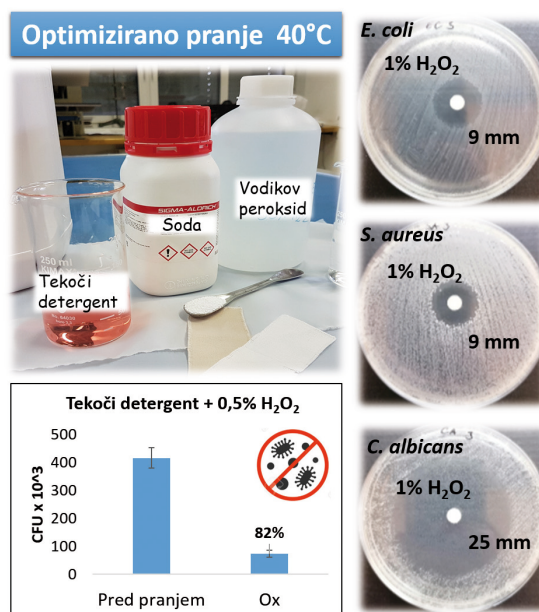 Optimizirano pranje 40°C
250 ml
SIGMA-ALDRICH
Soda
Vodikov
peroksid
Tekoči
detergent
Tekoči detergent + 0,5% H₂O₂
CFU x 10^3
500
400
300
200
100
0
82%
Pred pranjem
Ox
E. coli
1% H₂O₂
9 mm
S. aureus
1% H₂O₂
9 mm
C. albicans
1% H₂O₂
25 mm